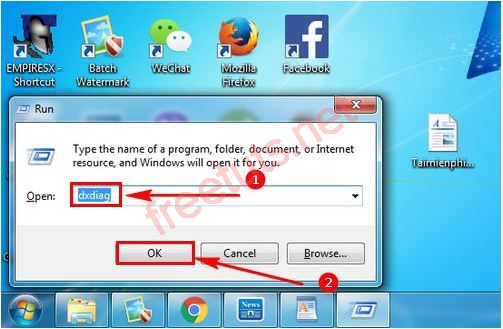 EMPIRESX -
Shortcut
Batch
Watermark
WeChat
Mozilla
Firefox
Facebook
Run
Type the name of a program, folder, document, or Internet
resource, and Windows will open it for you.
Open:
dxdiag
1
OK
Cancel
Browse...
2
Taimienphi...
freetuts.net
News